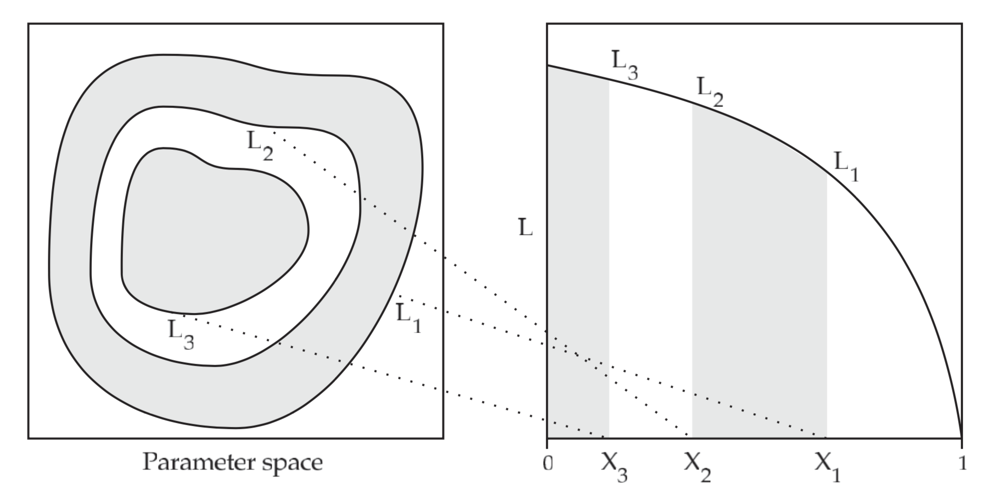 L₂
L₃
L₁
Parameter space
L₃
L₂
L₁
L
0 X₃ X₂ X₁ 1